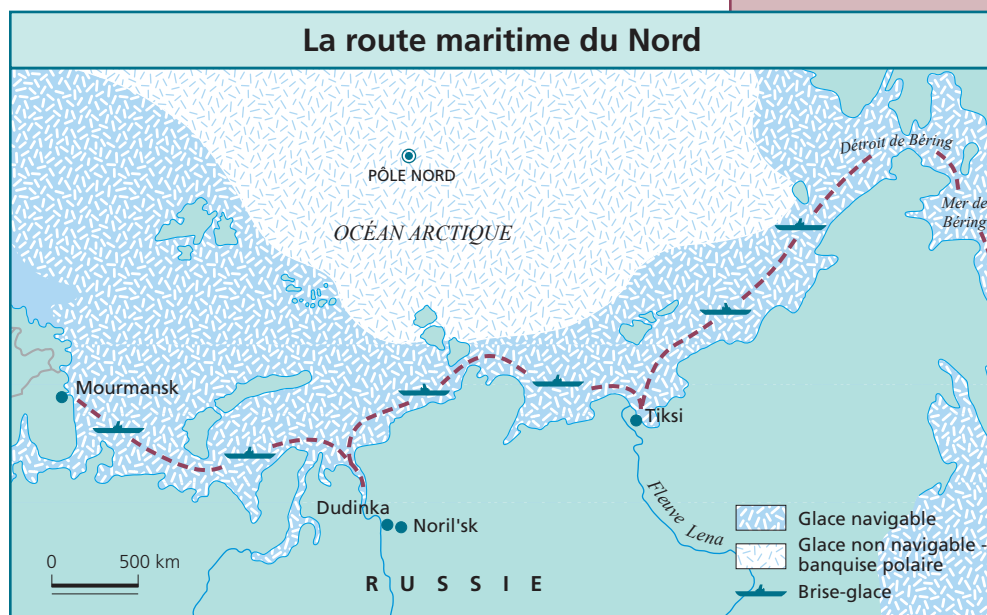 La route maritime du Nord
Détroit de Béring
PÔLE NORD
Mer de
Béring
OCÉAN ARCTIQUE
Mourmansk
Tiksi
Dudinka
Noril'sk
Fleuve Lena
Glace navigable
Glace non navigable -
banquise polaire
Brise-glace
0 500 km
RUSSIE